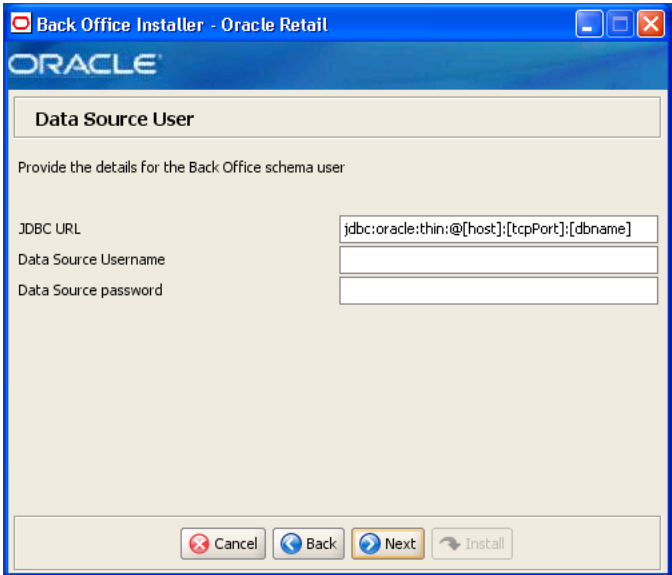 Back Office Installer - Oracle Retail
ORACLE
Data Source User
Provide the details for the Back Office schema user
JDBC URL jdbc:oracle:thin:@[host]:[tcpPort]:[dbname]
Data Source Username
Data Source password
Cancel Back Next Install